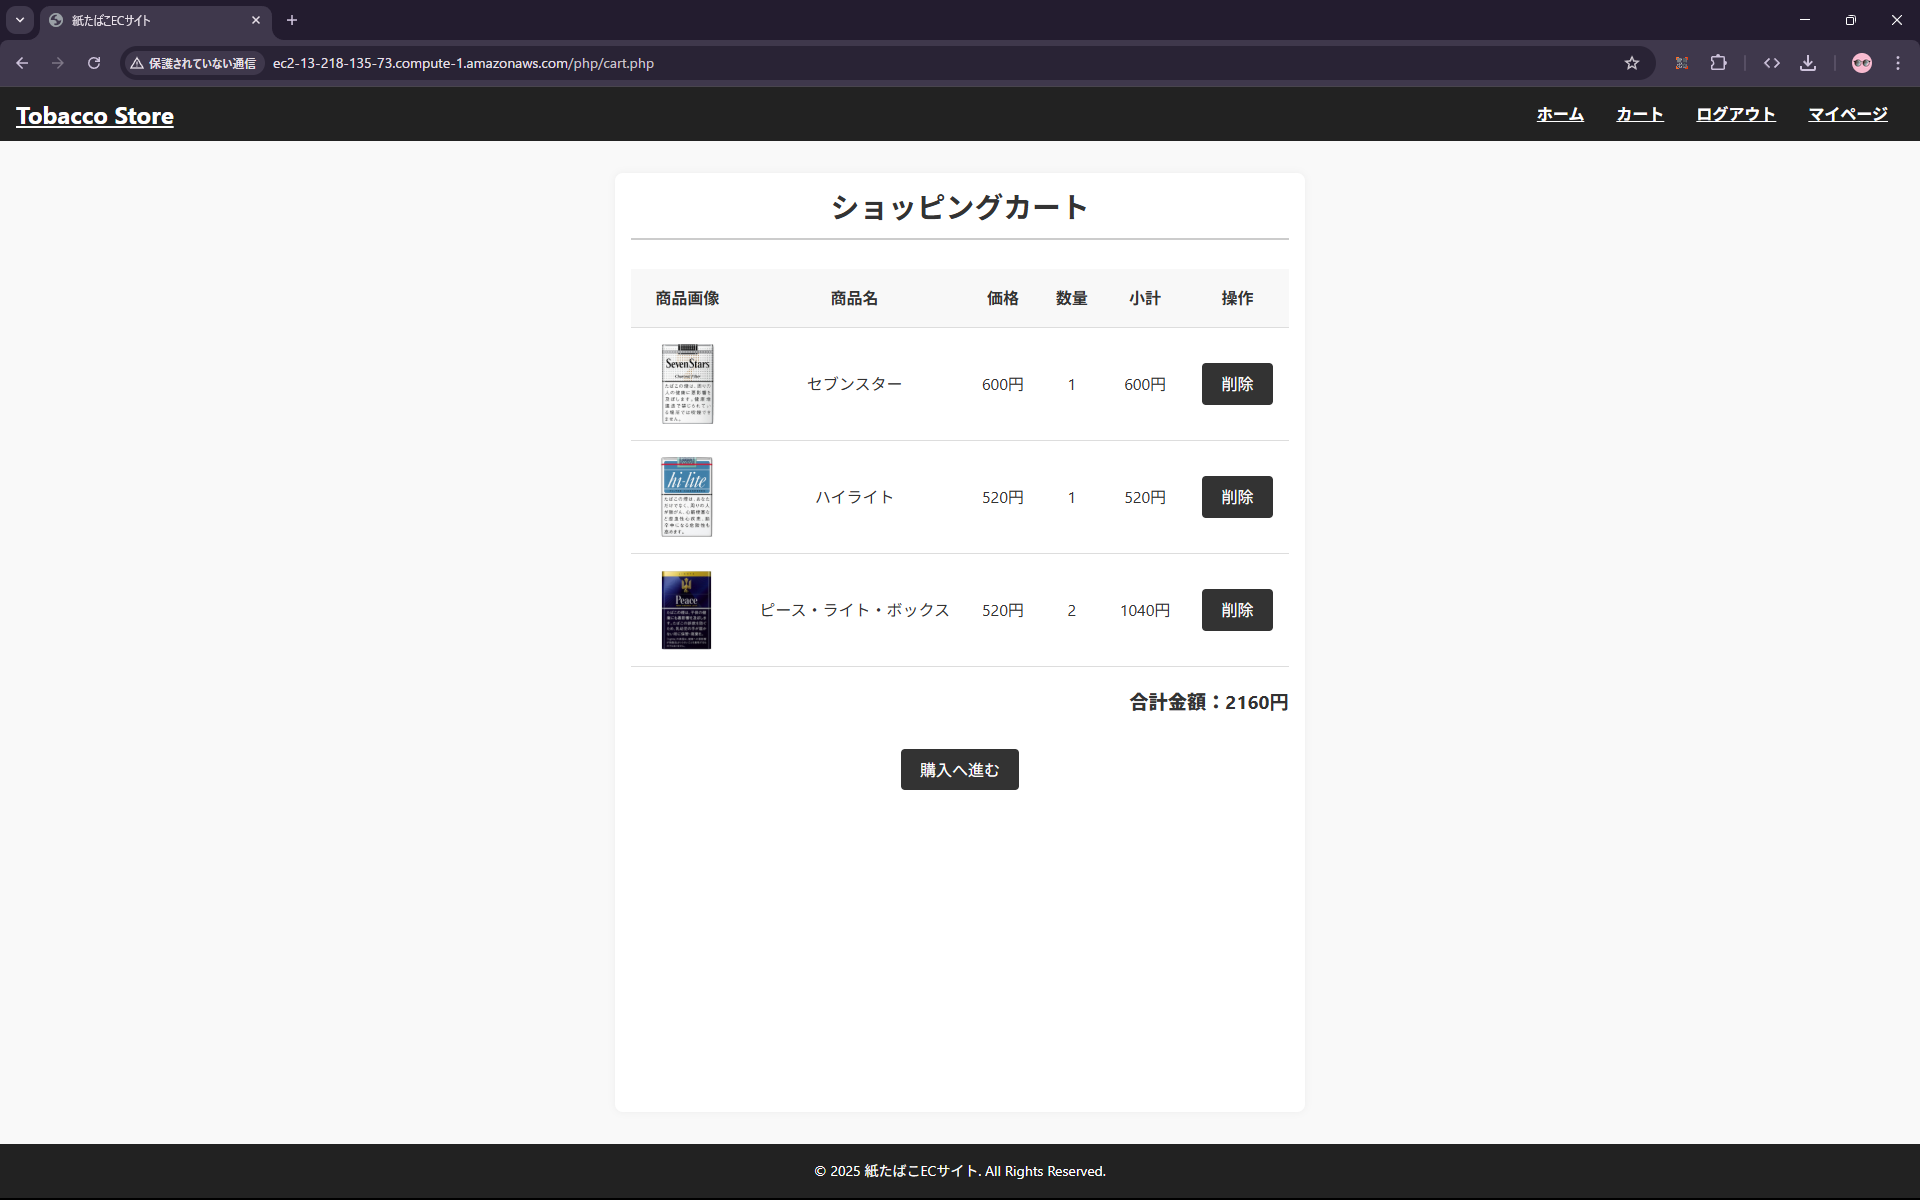 紙たばこECサイト
保護されていない通信
ec2-13-218-135-73.compute-1.amazonaws.com/php/cart.php
Tobacco Store
ホーム
カート
ログアウト
マイページ
ショッピングカート
商品画像 商品名 価格 数量 小計 操作
SevenStars
セブンスター 600円 1 600円 削除
hi-lite
ハイライト 520円 1 520円 削除
Peace
ピース・ライト・ボックス 520円 2 1040円 削除
合計金額：2160円
購入へ進む
© 2025 紙たばこECサイト. All Rights Reserved.